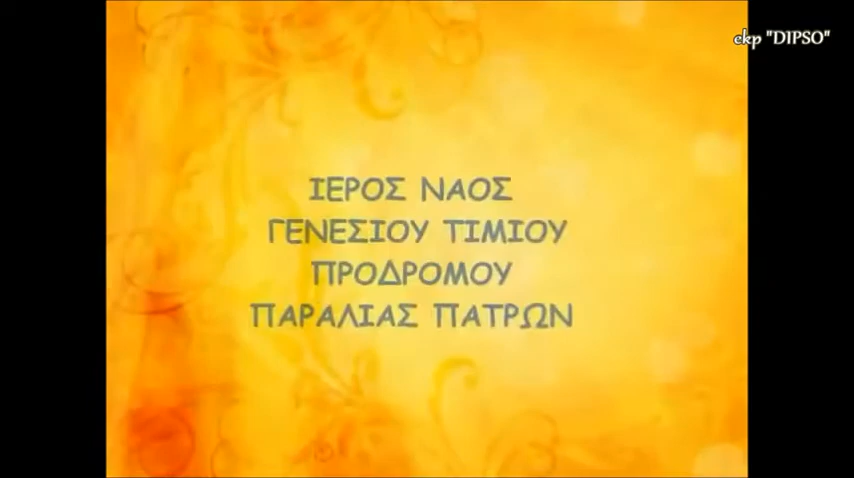 ckp "DIPSO"
ΙΕΡΟΣ ΝΑΟΣ
ΓΕΝΕΣΙΟΥ ΤΙΜΙΟΥ
ΠΡΟΔΡΟΜΟΥ
ΠΑΡΑΛΙΑΣ ΠΑΤΡΩΝ